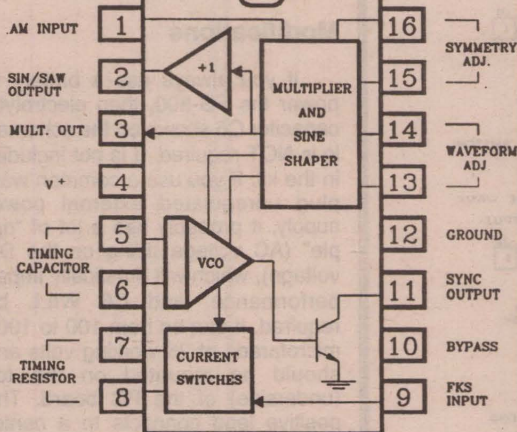 1
AM INPUT
2
SIN/SAW
OUTPUT
3
MULT. OUT
4
V +
5
TIMING
CAPACITOR
6
7
TIMING
RESISTOR
8
+1
MULTIPLIER
AND
SINE
SHAPER
VCO
CURRENT
SWITCHES
16
SYMMETRY
ADJ.
15
14
WAVEFORM
ADJ
13
12
GROUND
11
SYNC
OUTPUT
10
BYPASS
9
FKS
INPUT